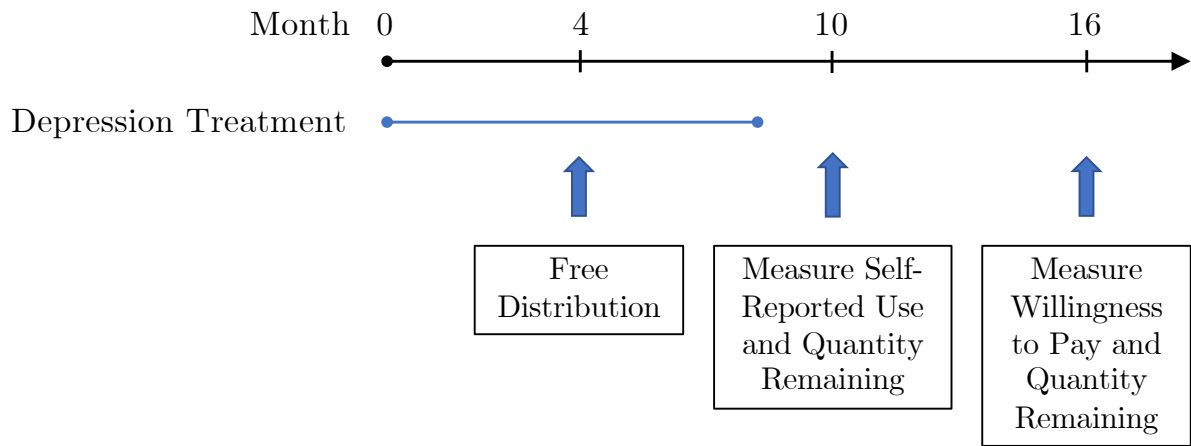 Month 0 4 10 16
Depression Treatment
Free
Distribution
Measure Self-
Reported Use
and Quantity
Remaining
Measure
Willingness
to Pay and
Quantity
Remaining